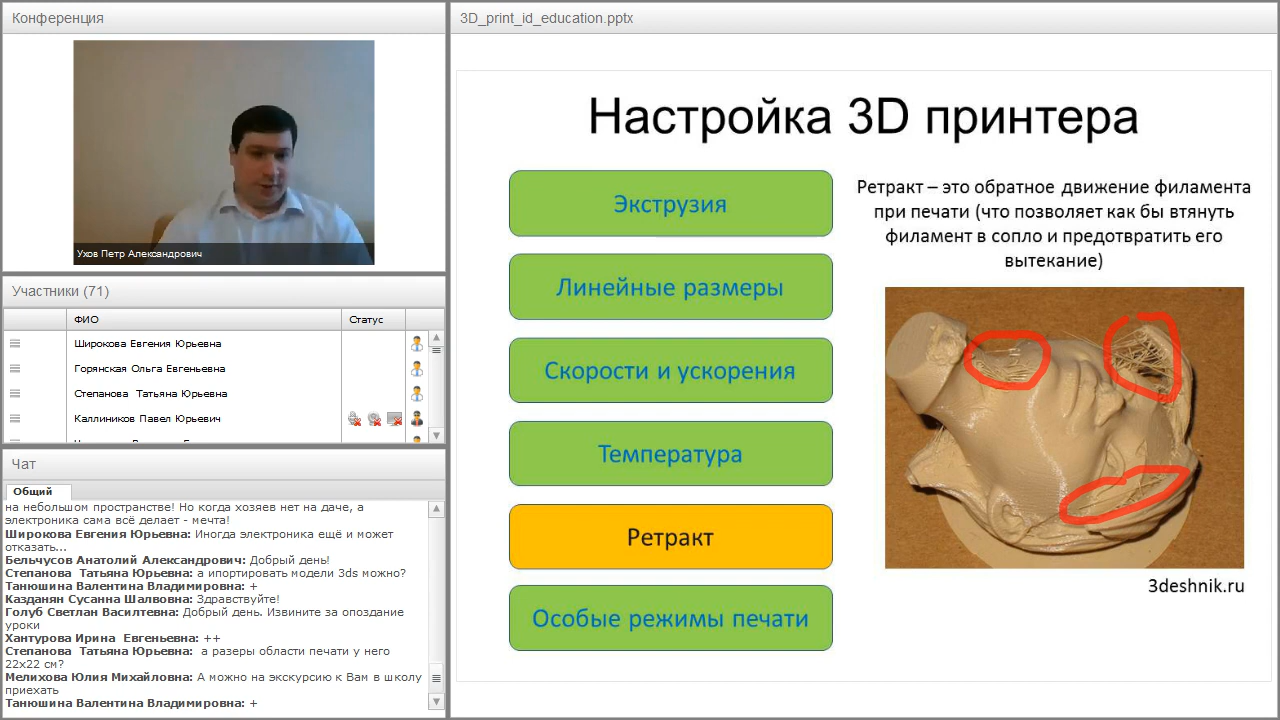 Конференция
Ухов Петр Александрович
Участники (71)
ФИО
Статус
Широкова Евгения Юрьевна
Горянская Ольга Евгеньевна
Степанова  Татьяна Юрьевна
Каллиников Павел Юрьевич
Чат
Общий
на небольшом пространстве! Но когда хозяев нет на даче, а
электроника сама всё делает - мечта!
Широкова Евгения Юрьевна: Иногда электроника ещё и может
отказать...
Бельчусов Анатолий Александрович: Добрый день!
Степанова  Татьяна Юрьевна: а ипортировать модели 3ds можно?
Танюшина Валентина Владимировна: +
Казданян Сусанна Шалвовна: Здравствуйте!
Голуб Светлан Василтевна: Добрый день. Извините за опоздание
уроки
Хантурова Ирина  Евгеньевна: ++
Степанова  Татьяна Юрьевна:  а разеры области печати у него
22х22 см?
Мелихова Юлия Михайловна: А можно на экскурсию к Вам в школу
приехать
Танюшина Валентина Владимировна: +
3D_print_id_education.pptx
Настройка 3D принтера
Экструзия
Линейные размеры
Скорости и ускорения
Температура
Ретракт
Особые режимы печати
Ретракт – это обратное движение филамента
при печати (что позволяет как бы втянуть
филамент в сопло и предотвратить его
вытекание)
3deshnik.ru